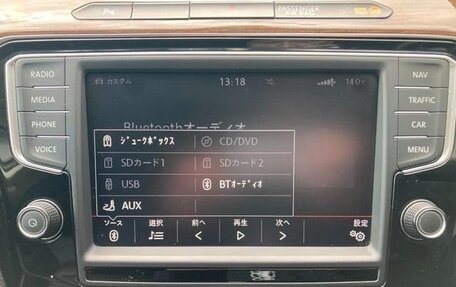 PASSENGER
AIR BAG
RADIO
カスタム
13:18
14.0
NAV
MEDIA
TRAFFIC
Bluetoothオーディオ
PHONE
ジュークボックス
CD/DVD
CAR
VOICE
SDカード1
SDカード2
MENU
USB
BTオーディオ
AUX
ソース
選択
前へ
再生
次へ
設定